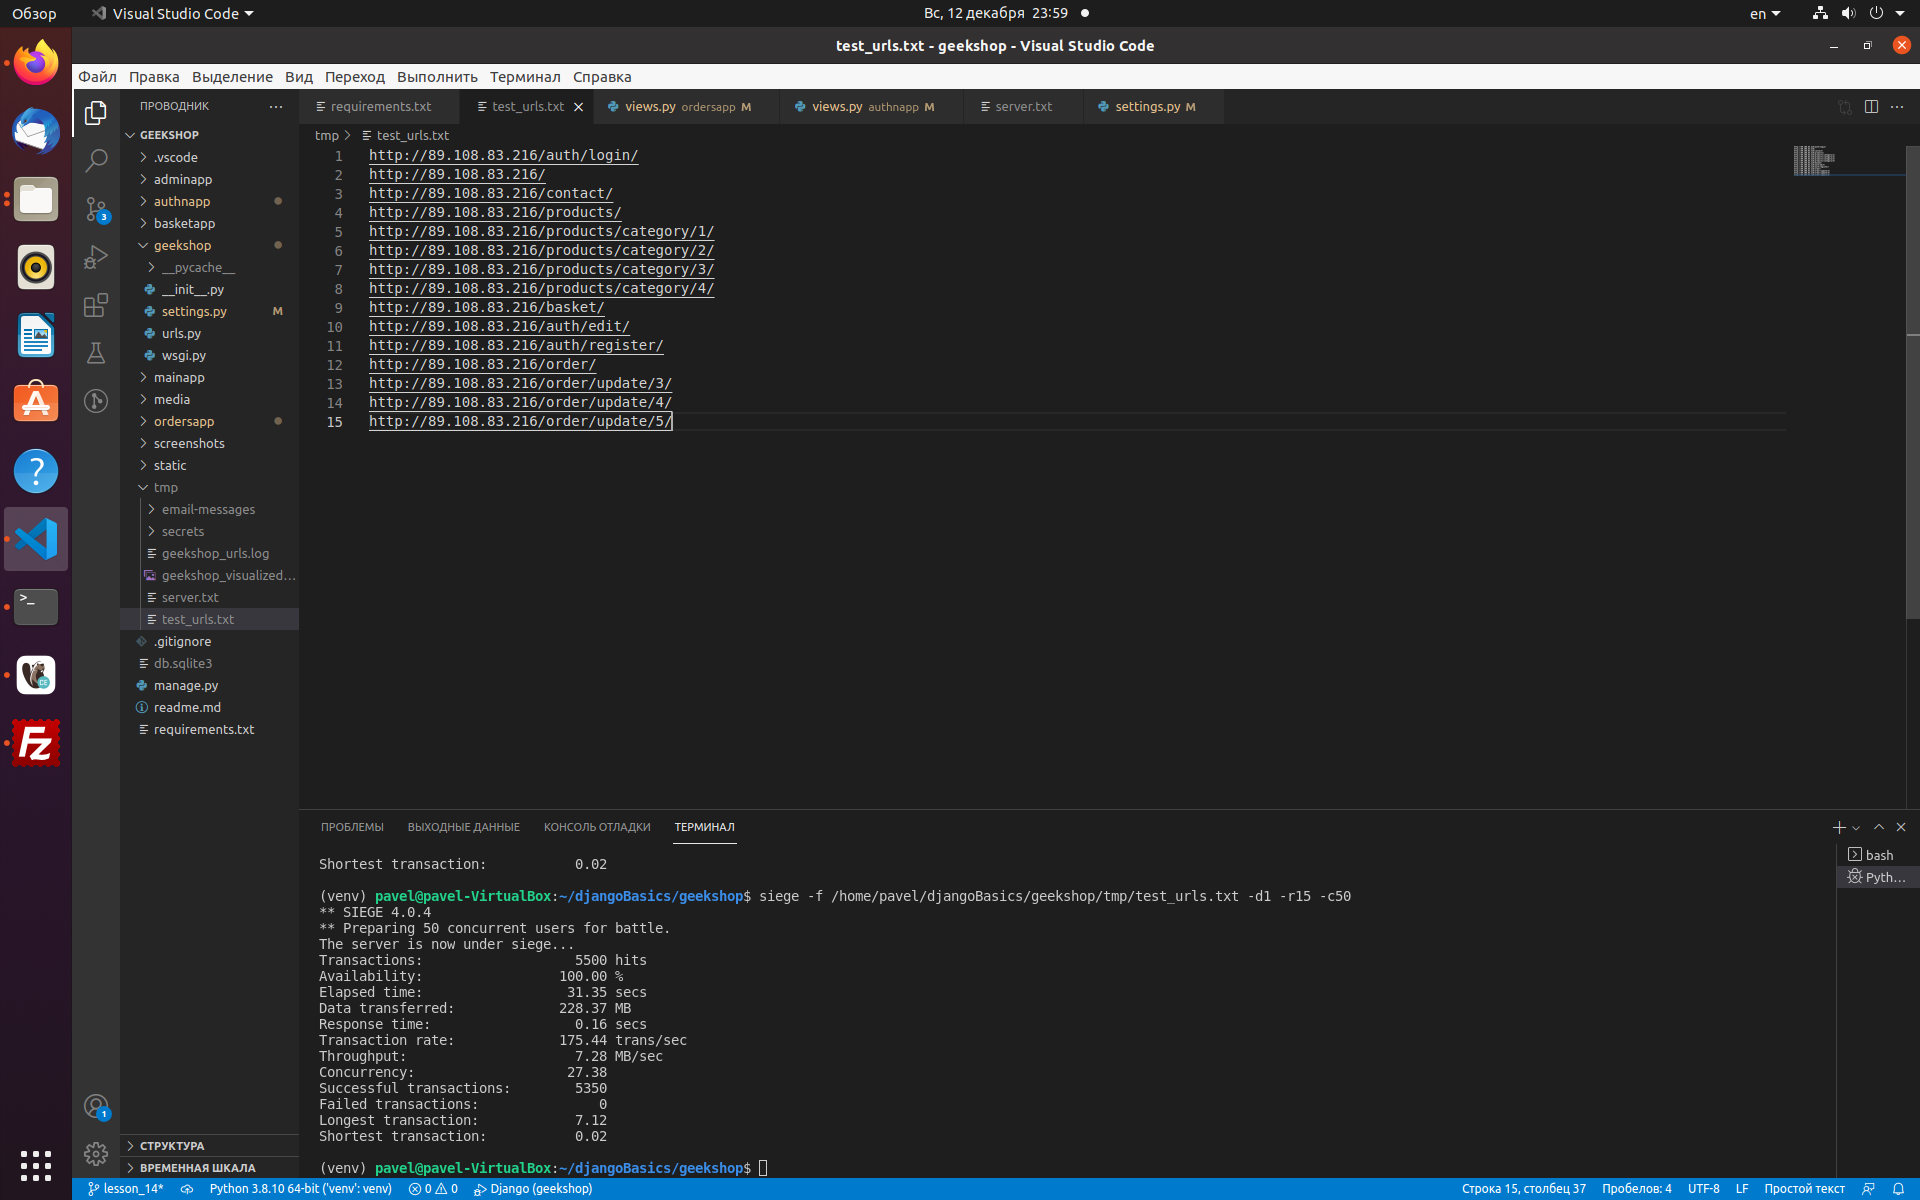 Обзор
Visual Studio Code
Вс, 12 декабря 23:59
en
test_urls.txt - geekshop - Visual Studio Code
Файл Правка Выделение Вид Переход Выполнить Терминал Справка
ПРОВОДНИК
requirements.txt
test_urls.txt
views.py ordersapp M
views.py authnapp M
server.txt
settings.py M
GEEKSHOP
.vscode
adminapp
authnapp
basketapp
geekshop
__pycache__
__init__.py
settings.py M
urls.py
wsgi.py
mainapp
media
ordersapp
screenshots
static
tmp
email-messages
secrets
geekshop_urls.log
geekshop_visualized...
server.txt
test_urls.txt
.gitignore
db.sqlite3
manage.py
readme.md
requirements.txt
СТРУКТУРА
ВРЕМЕННАЯ ШКАЛА
3
1
tmp > test_urls.txt
1 http://89.108.83.216/auth/login/
2 http://89.108.83.216/
3 http://89.108.83.216/contact/
4 http://89.108.83.216/products/
5 http://89.108.83.216/products/category/1/
6 http://89.108.83.216/products/category/2/
7 http://89.108.83.216/products/category/3/
8 http://89.108.83.216/products/category/4/
9 http://89.108.83.216/basket/
10 http://89.108.83.216/auth/edit/
11 http://89.108.83.216/auth/register/
12 http://89.108.83.216/order/
13 http://89.108.83.216/order/update/3/
14 http://89.108.83.216/order/update/4/
15 http://89.108.83.216/order/update/5/
ПРОБЛЕМЫ ВЫХОДНЫЕ ДАННЫЕ КОНСОЛЬ ОТЛАДКИ ТЕРМИНАЛ
bash
Pyth...
Shortest transaction: 0.02
(venv) pavel@pavel-VirtualBox:~/djangoBasics/geekshop$ siege -f /home/pavel/djangoBasics/geekshop/tmp/test_urls.txt -d1 -r15 -c50
** SIEGE 4.0.4
** Preparing 50 concurrent users for battle.
The server is now under siege...
Transactions: 5500 hits
Availability: 100.00 %
Elapsed time: 31.35 secs
Data transferred: 228.37 MB
Response time: 0.16 secs
Transaction rate: 175.44 trans/sec
Throughput: 7.28 MB/sec
Concurrency: 27.38
Successful transactions: 5350
Failed transactions: 0
Longest transaction: 7.12
Shortest transaction: 0.02
(venv) pavel@pavel-VirtualBox:~/djangoBasics/geekshop$
lesson_14* Python 3.8.10 64-bit ('venv': venv) 0 0 Django (geekshop)
Строка 15, столбец 37 Пробелов: 4 UTF-8 LF Простой текст